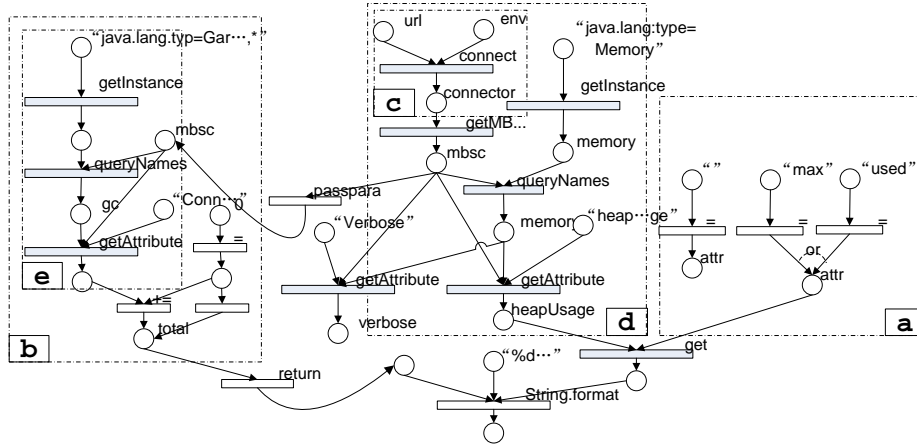 url
env
"java.lang.typ=Gar…,*"
"java.lang:type=
Memory"
connect
getInstance
getInstance
c
connector
getMB...
mbsc
mbsc
memory
queryNames
queryNames
passpara
""
"max"
"used"
gc
"Conn…
0
"Verbose"
memory
"heap…ge"
=
=
=
=
or
getAttribute
e
getAttribute
getAttribute
attr
attr
+=
heapUsage
total
verbose
d
a
b
get
return
"%d…"
String.format